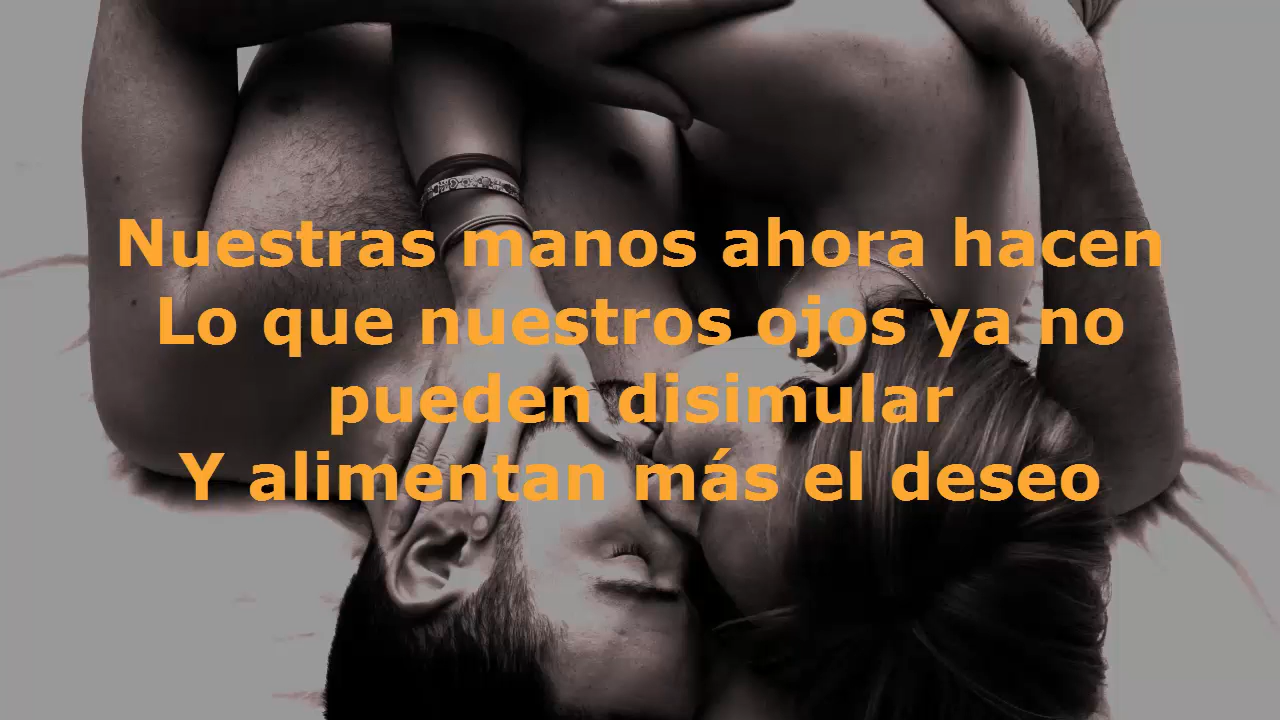 Nuestras manos ahora hacen
Lo que nuestros ojos ya no
pueden disimular
Y alimentan más el deseo